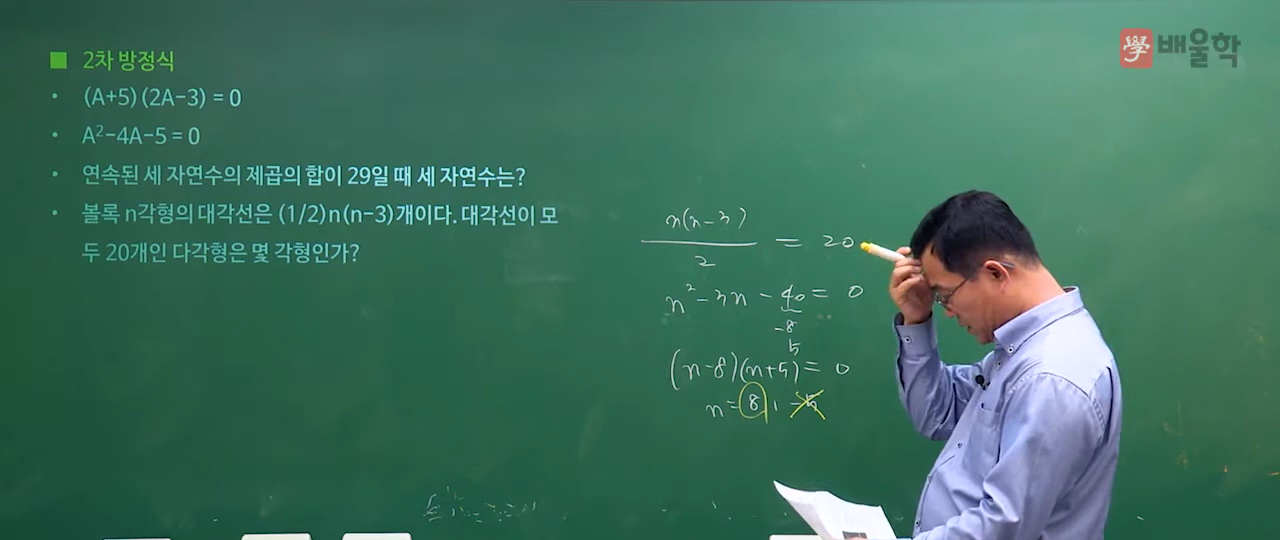 學 배울학
■ 2차 방정식
• (A+5)(2A-3) = 0
• A²-4A-5 = 0
• 연속된 세 자연수의 제곱의 합이 29일 때 세 자연수는?
• 볼록 n각형의 대각선은 (1/2)n(n-3)개이다. 대각선이 모
두 20개인 다각형은 몇 각형인가?
n(n-3)
2
= 20
n²-3n-40 = 0
-8
5
(n-8)(n+5) = 0
n = 8, -5